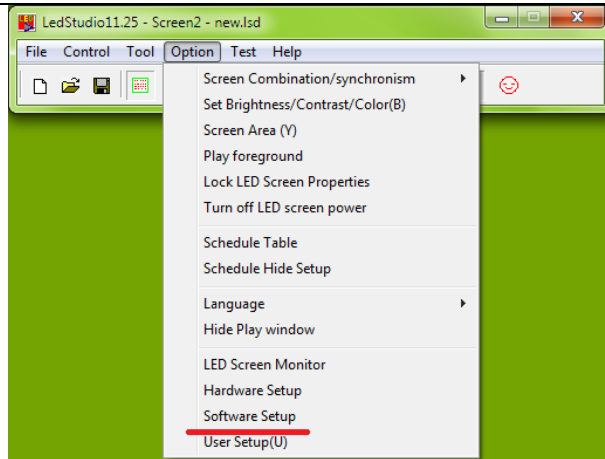 LedStudio11.25 - Screen2 - new.lsd
File Control Tool Option Test Help
Screen Combination/synchronism
Set Brightness/Contrast/Color(B)
Screen Area (Y)
Play foreground
Lock LED Screen Properties
Turn off LED screen power
Schedule Table
Schedule Hide Setup
Language
Hide Play window
LED Screen Monitor
Hardware Setup
Software Setup
User Setup(U)